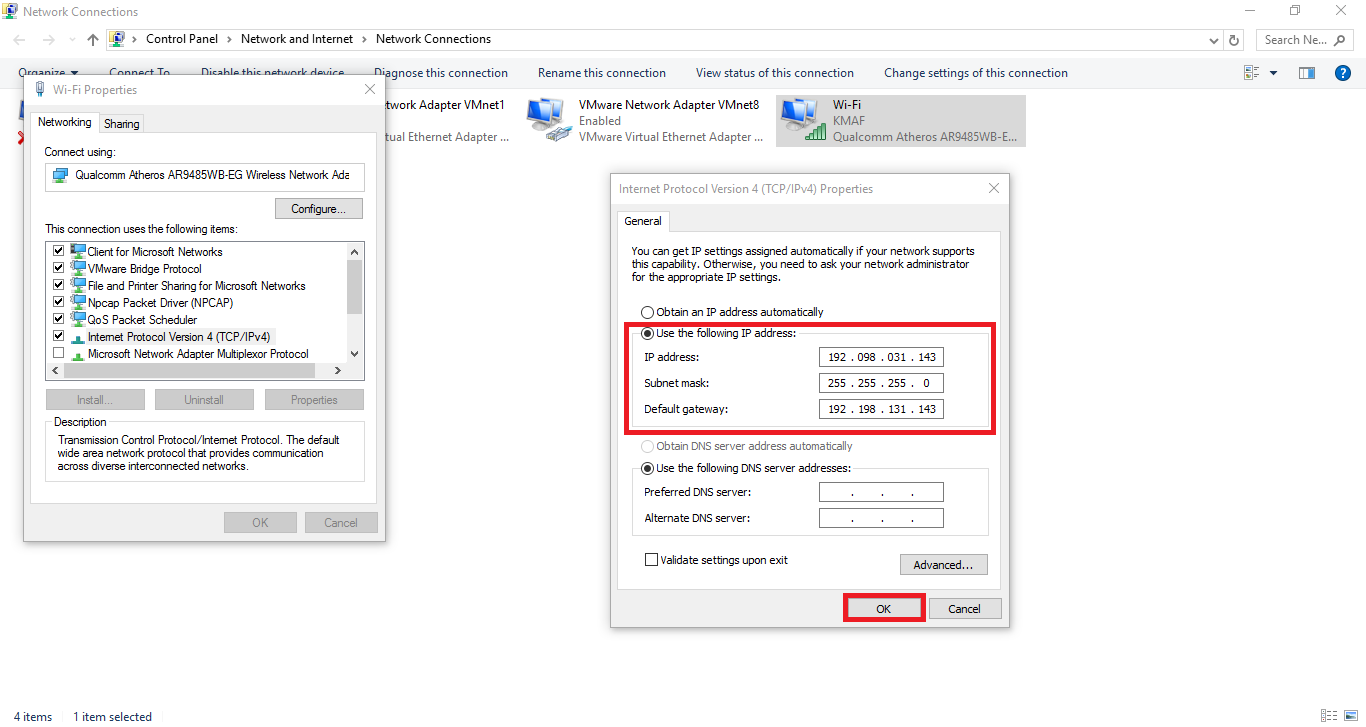 Network Connections
Control Panel > Network and Internet > Network Connections
Search Ne...
Organize Connect To Disable this network device Diagnose this connection Rename this connection View status of this connection Change settings of this connection
twork Adapter VMnet1
tual Ethernet Adapter ...
VMware Network Adapter VMnet8
Enabled
VMware Virtual Ethernet Adapter ...
Wi-Fi
KMAF
Qualcomm Atheros AR9485WB-E...
Wi-Fi Properties
Networking Sharing
Connect using:
Qualcomm Atheros AR9485WB-EG Wireless Network Ada
Configure...
This connection uses the following items:
Client for Microsoft Networks
VMware Bridge Protocol
File and Printer Sharing for Microsoft Networks
Npcap Packet Driver (NPCAP)
QoS Packet Scheduler
Internet Protocol Version 4 (TCP/IPv4)
Microsoft Network Adapter Multiplexor Protocol
Install... Uninstall Properties
Description
Transmission Control Protocol/Internet Protocol. The default
wide area network protocol that provides communication
across diverse interconnected networks.
OK Cancel
Internet Protocol Version 4 (TCP/IPv4) Properties
General
You can get IP settings assigned automatically if your network supports
this capability. Otherwise, you need to ask your network administrator
for the appropriate IP settings.
Obtain an IP address automatically
Use the following IP address:
IP address: 192 . 098 . 031 . 143
Subnet mask: 255 . 255 . 255 . 0
Default gateway: 192 . 198 . 131 . 143
Obtain DNS server address automatically
Use the following DNS server addresses:
Preferred DNS server: . . .
Alternate DNS server: . . .
Validate settings upon exit
Advanced...
OK Cancel
4 items 1 item selected